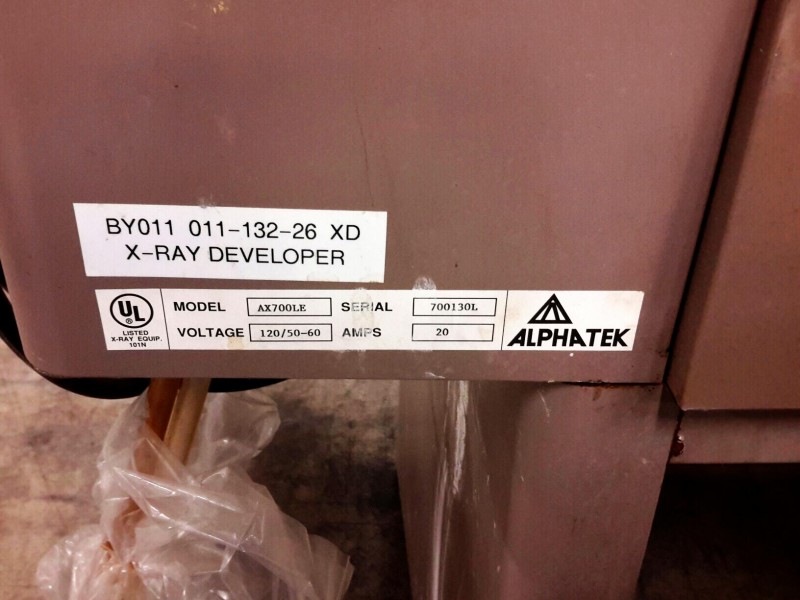 BY011 011-132-26 XD
X-RAY DEVELOPER
UL
LISTED
X-RAY EQUIP.
101N
MODEL AX700LE SERIAL 700130L
VOLTAGE 120/50-60 AMPS 20
ALPHATEK